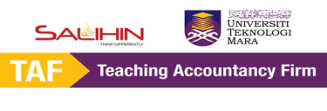 SALIHIN
THINK DIFFERENTLY
UNIVERSITI
TEKNOLOGI
MARA
TAF Teaching Accountancy Firm